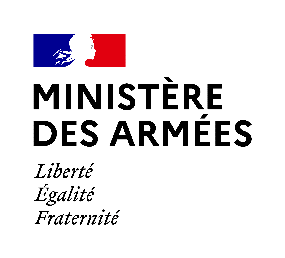 MINISTÈRE
DES ARMÉES
Liberté
Égalité
Fraternité